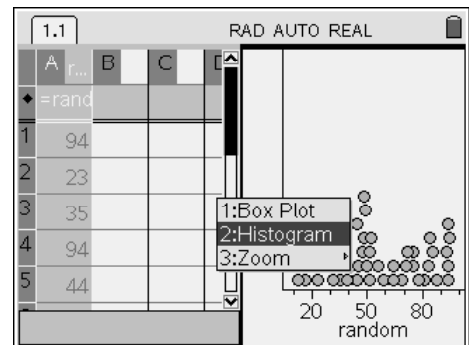 1.1 RAD AUTO REAL
A r... B C D
◆ =rand
1 94
2 23
3 35
4 94
5 44
1:Box Plot
2:Histogram
3:Zoom
20 50 80
random